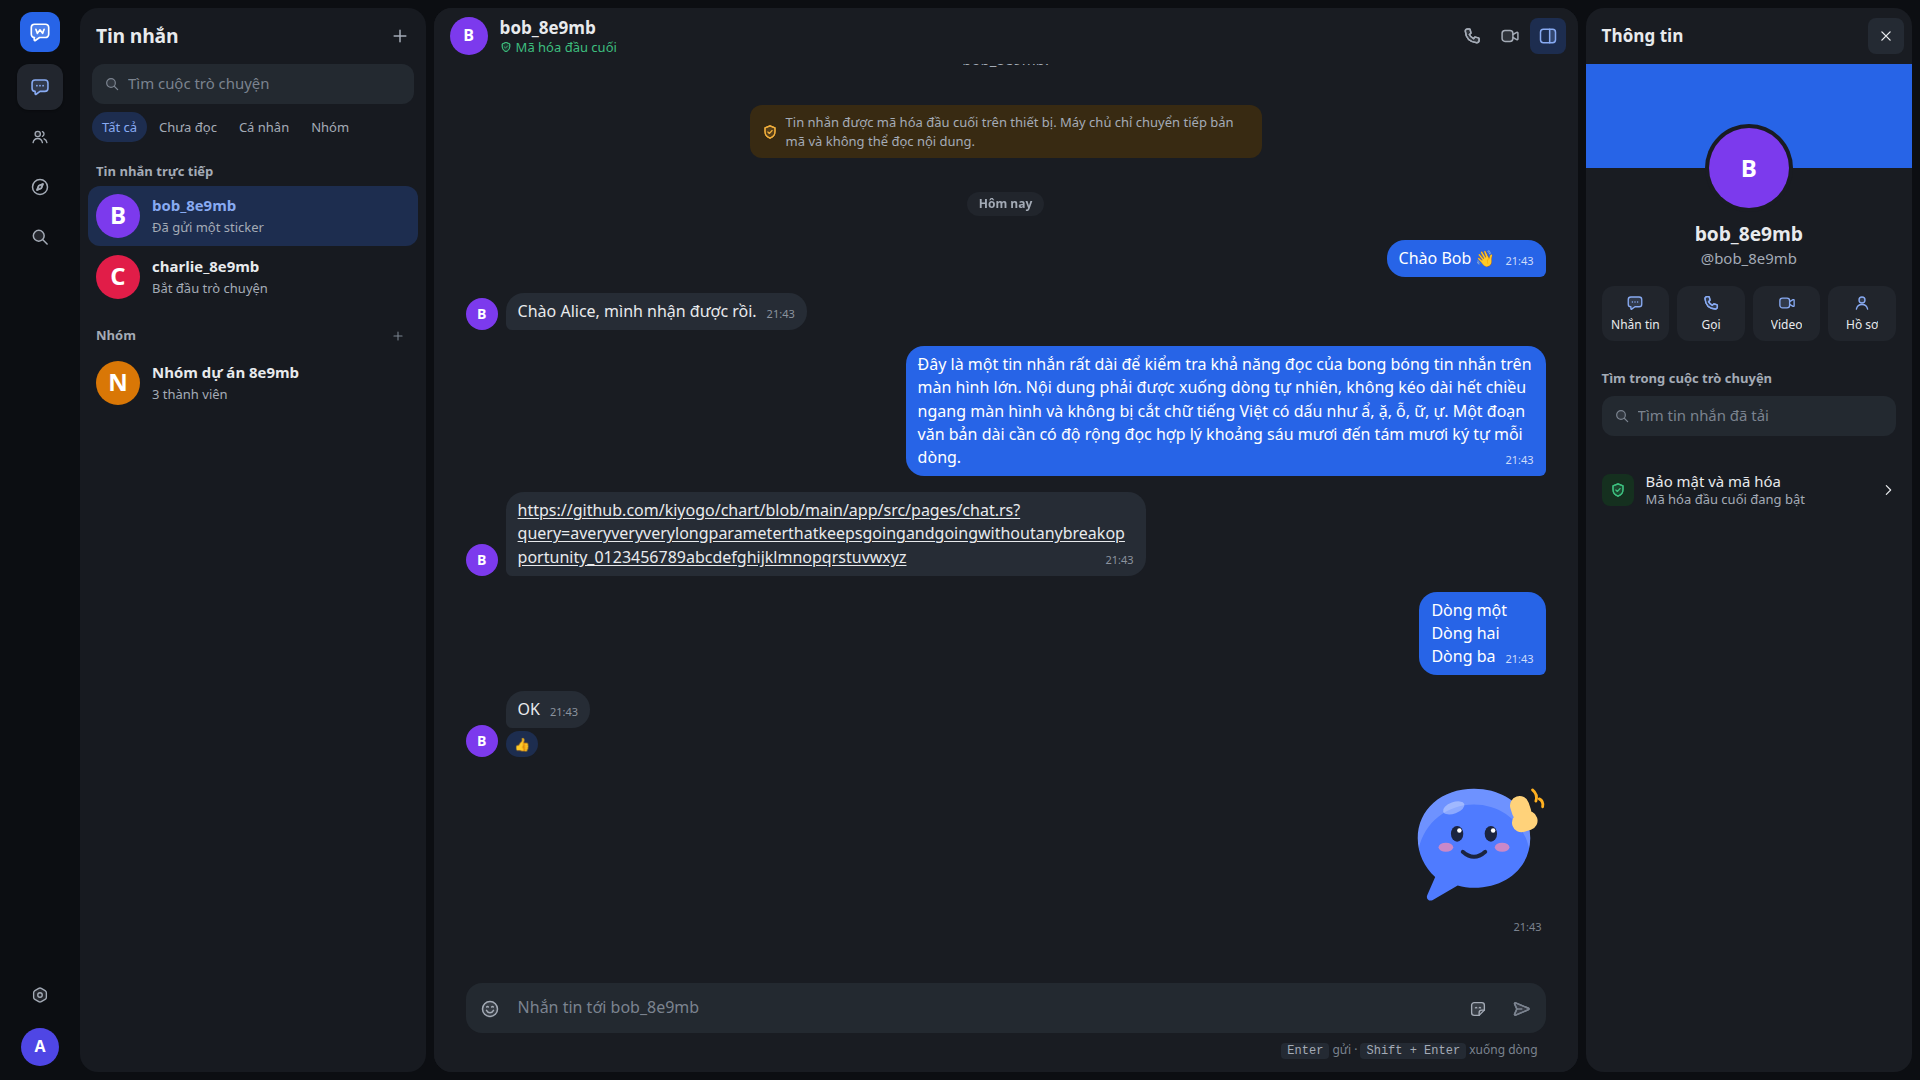 Tin nhắn
Tìm cuộc trò chuyện
Tất cả
Chưa đọc
Cá nhân
Nhóm
Tin nhắn trực tiếp
B
bob_8e9mb
Đã gửi một sticker
C
charlie_8e9mb
Bắt đầu trò chuyện
Nhóm
N
Nhóm dự án 8e9mb
3 thành viên
A
B
bob_8e9mb
Mã hóa đầu cuối
Tin nhắn được mã hóa đầu cuối trên thiết bị. Máy chủ chỉ chuyển tiếp bản
mã và không thể đọc nội dung.
Hôm nay
Chào Bob 👋 21:43
B
Chào Alice, mình nhận được rồi. 21:43
Đây là một tin nhắn rất dài để kiểm tra khả năng đọc của bong bóng tin nhắn trên
màn hình lớn. Nội dung phải được xuống dòng tự nhiên, không kéo dài hết chiều
ngang màn hình và không bị cắt chữ tiếng Việt có dấu như ẩ, ặ, ỗ, ữ, ự. Một đoạn
văn bản dài cần có độ rộng đọc hợp lý khoảng sáu mươi đến tám mươi ký tự mỗi
dòng. 21:43
https://github.com/kiyogo/chart/blob/main/app/src/pages/chat.rs?
query=averyveryverylongparameterthatkeepsgoingandgoingwithoutanybreakop
portunity_0123456789abcdefghijklmnopqrstuvwxyz 21:43
B
Dòng một
Dòng hai
Dòng ba 21:43
OK 21:43
B
👍
21:43
Nhắn tin tới bob_8e9mb
Enter gửi · Shift + Enter xuống dòng
Thông tin
B
bob_8e9mb
@bob_8e9mb
Nhắn tin
Gọi
Video
Hồ sơ
Tìm trong cuộc trò chuyện
Tìm tin nhắn đã tải
Bảo mật và mã hóa
Mã hóa đầu cuối đang bật